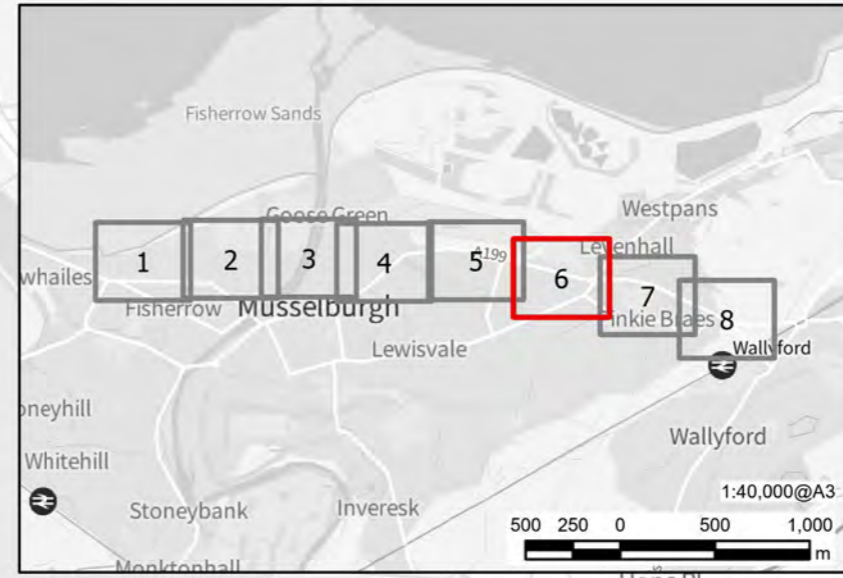 Fisherrow Sands
Goose Green
Westpans
A199
Levenhall
1
2
3
4
5
6
7
8
whailes
Fisherrow
Musselburgh
inkie Braes
Lewisvale
Wallyford
oneyhill
Wallyford
Whitehill
1:40,000@A3
Stoneybank
Inveresk
500 250 0 500 1,000
m
Monktonhall